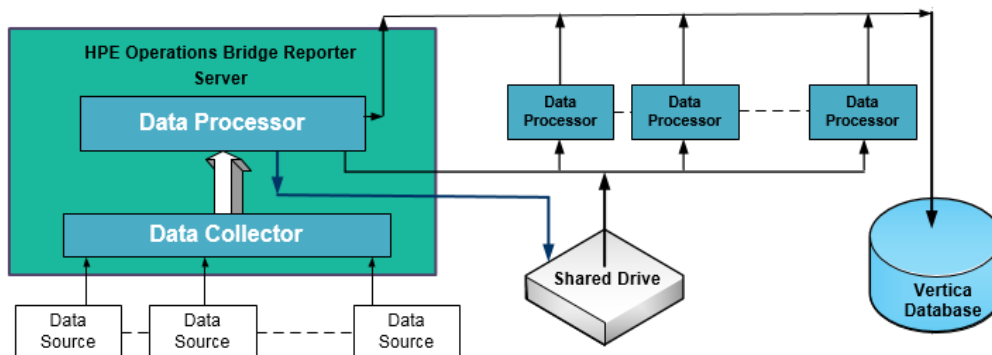 HPE Operations Bridge Reporter
Server
Data Processor
Data Collector
Data
Source
Data
Source
Data
Source
Data
Processor
Data
Processor
Data
Processor
Shared Drive
Vertica
Database